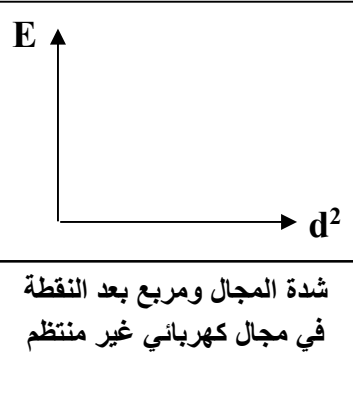 E
d²
شدة المجال ومربع بعد النقطة
في مجال كهربائي غير منتظم